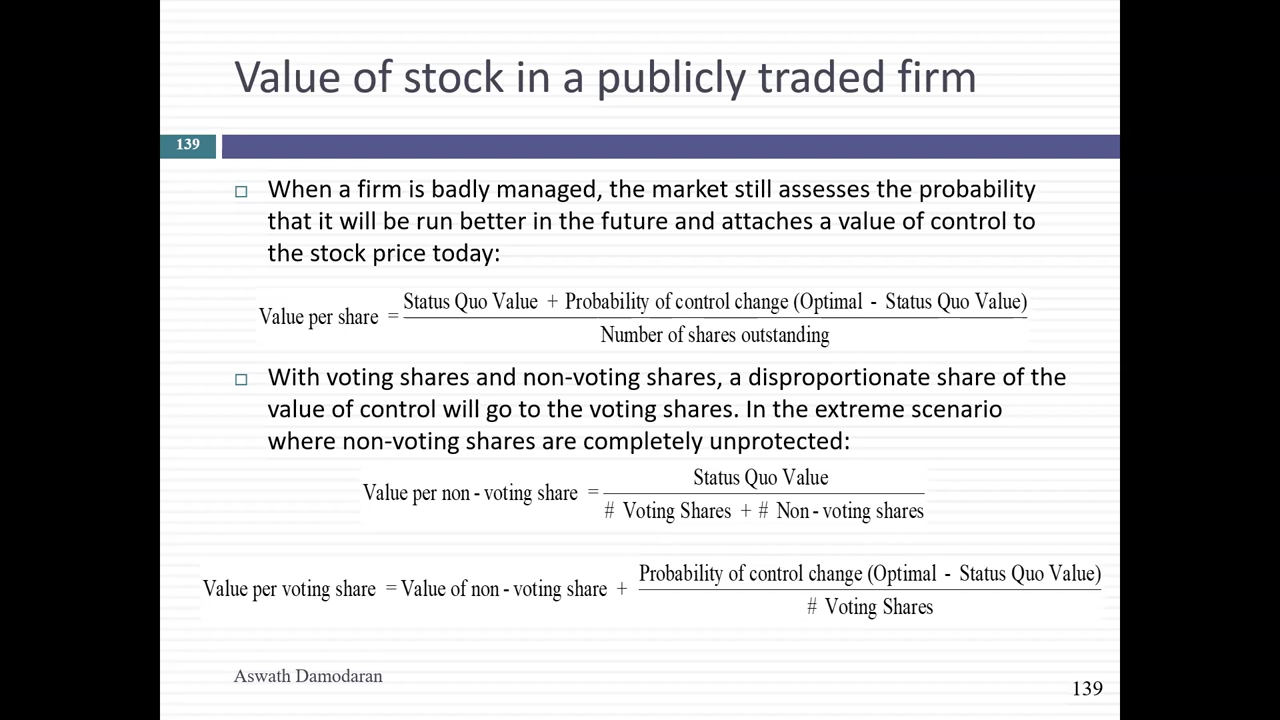 Value of stock in a publicly traded firm
139
When a firm is badly managed, the market still assesses the probability
that it will be run better in the future and attaches a value of control to
the stock price today:
Value per share = Status Quo Value + Probability of control change (Optimal - Status Quo Value)
Number of shares outstanding
With voting shares and non-voting shares, a disproportionate share of the
value of control will go to the voting shares. In the extreme scenario
where non-voting shares are completely unprotected:
Value per non - voting share = Status Quo Value
# Voting Shares + # Non - voting shares
Value per voting share = Value of non - voting share + Probability of control change (Optimal - Status Quo Value)
# Voting Shares
Aswath Damodaran
139